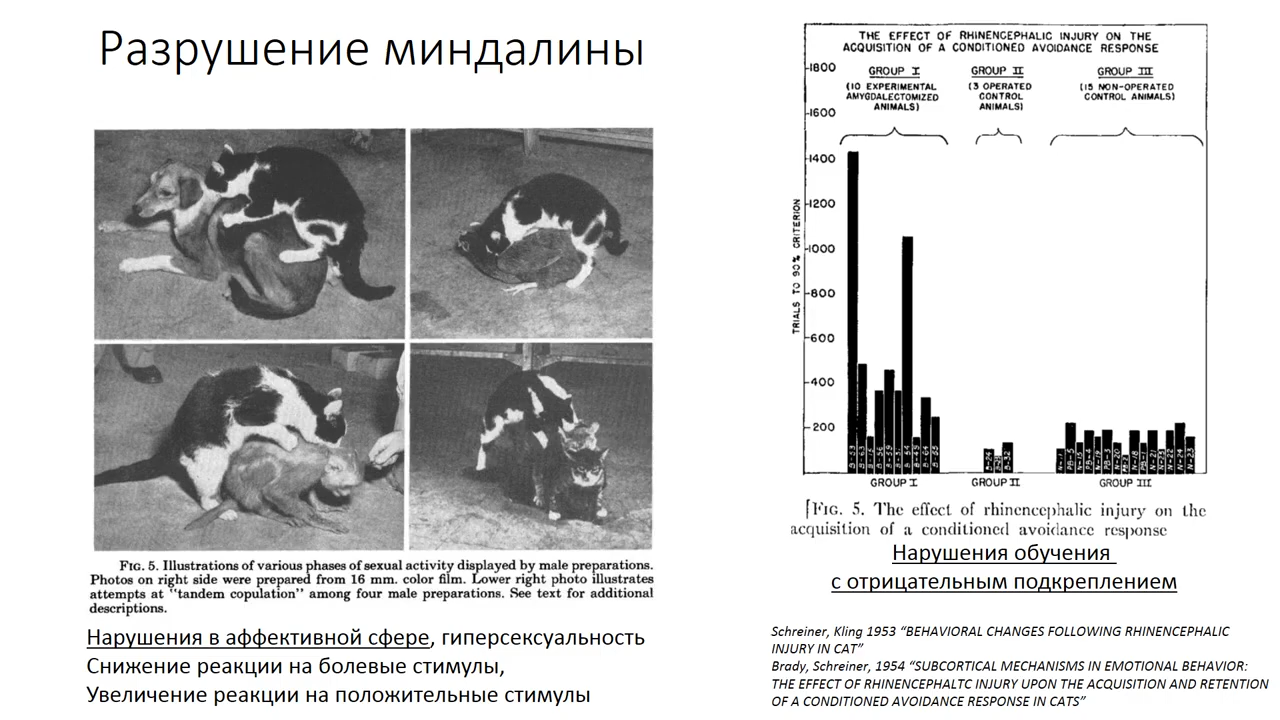 Разрушение миндалины
FIG. 5. Illustrations of various phases of sexual activity displayed by male preparations.
Photos on right side were prepared from 16 mm. color film. Lower right photo illustrates
attempts at "tandem copulation" among four male preparations. See text for additional
descriptions.
Нарушения в аффективной сфере, гиперсексуальность
Снижение реакции на болевые стимулы,
Увеличение реакции на положительные стимулы
THE EFFECT OF RHINENCEPHALIC INJURY ON THE
ACQUISITION OF A CONDITIONED AVOIDANCE RESPONSE
GROUP I
(10 EXPERIMENTAL
AMYGDALECTOMIZED
ANIMALS)
GROUP II
(3 OPERATED
CONTROL
ANIMALS)
GROUP III
(15 NON-OPERATED
CONTROL ANIMALS)
TRIALS TO 90% CRITERION
1800
1600
1400
1200
1000
800
600
400
200
GROUP I
GROUP II
GROUP III
FIG. 5. The effect of rhinencephalic injury on the
acquisition of a conditioned avoidance response
Нарушения обучения
с отрицательным подкреплением
Schreiner, Kling 1953 "BEHAVIORAL CHANGES FOLLOWING RHINENCEPHALIC
INJURY IN CAT"
Brady, Schreiner, 1954 "SUBCORTICAL MECHANISMS IN EMOTIONAL BEHAVIOR:
THE EFFECT OF RHINENCEPHALTC INJURY UPON THE ACQUISITION AND RETENTION
OF A CONDITIONED AVOIDANCE RESPONSE IN CATS"